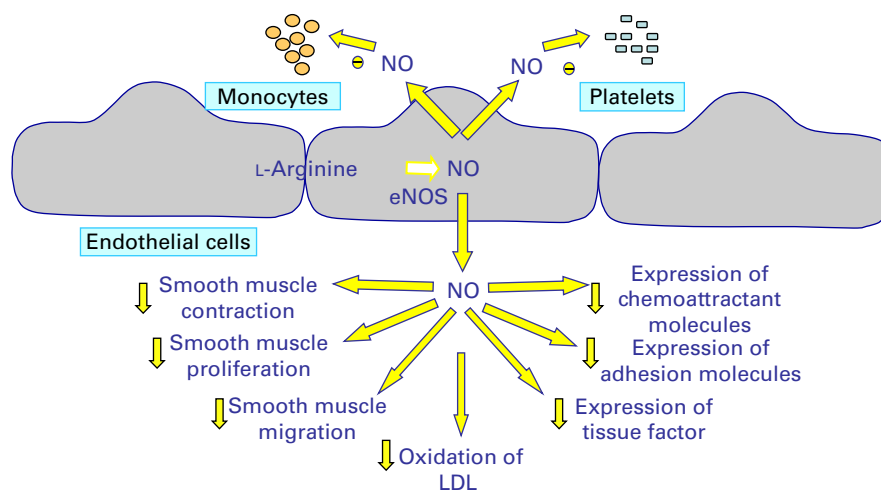 NO
NO
Monocytes
Platelets
L-Arginine
NO
eNOS
Endothelial cells
NO
Smooth muscle
contraction
Smooth muscle
proliferation
Smooth muscle
migration
Oxidation of
LDL
Expression of
chemoattractant
molecules
Expression of
adhesion molecules
Expression of
tissue factor